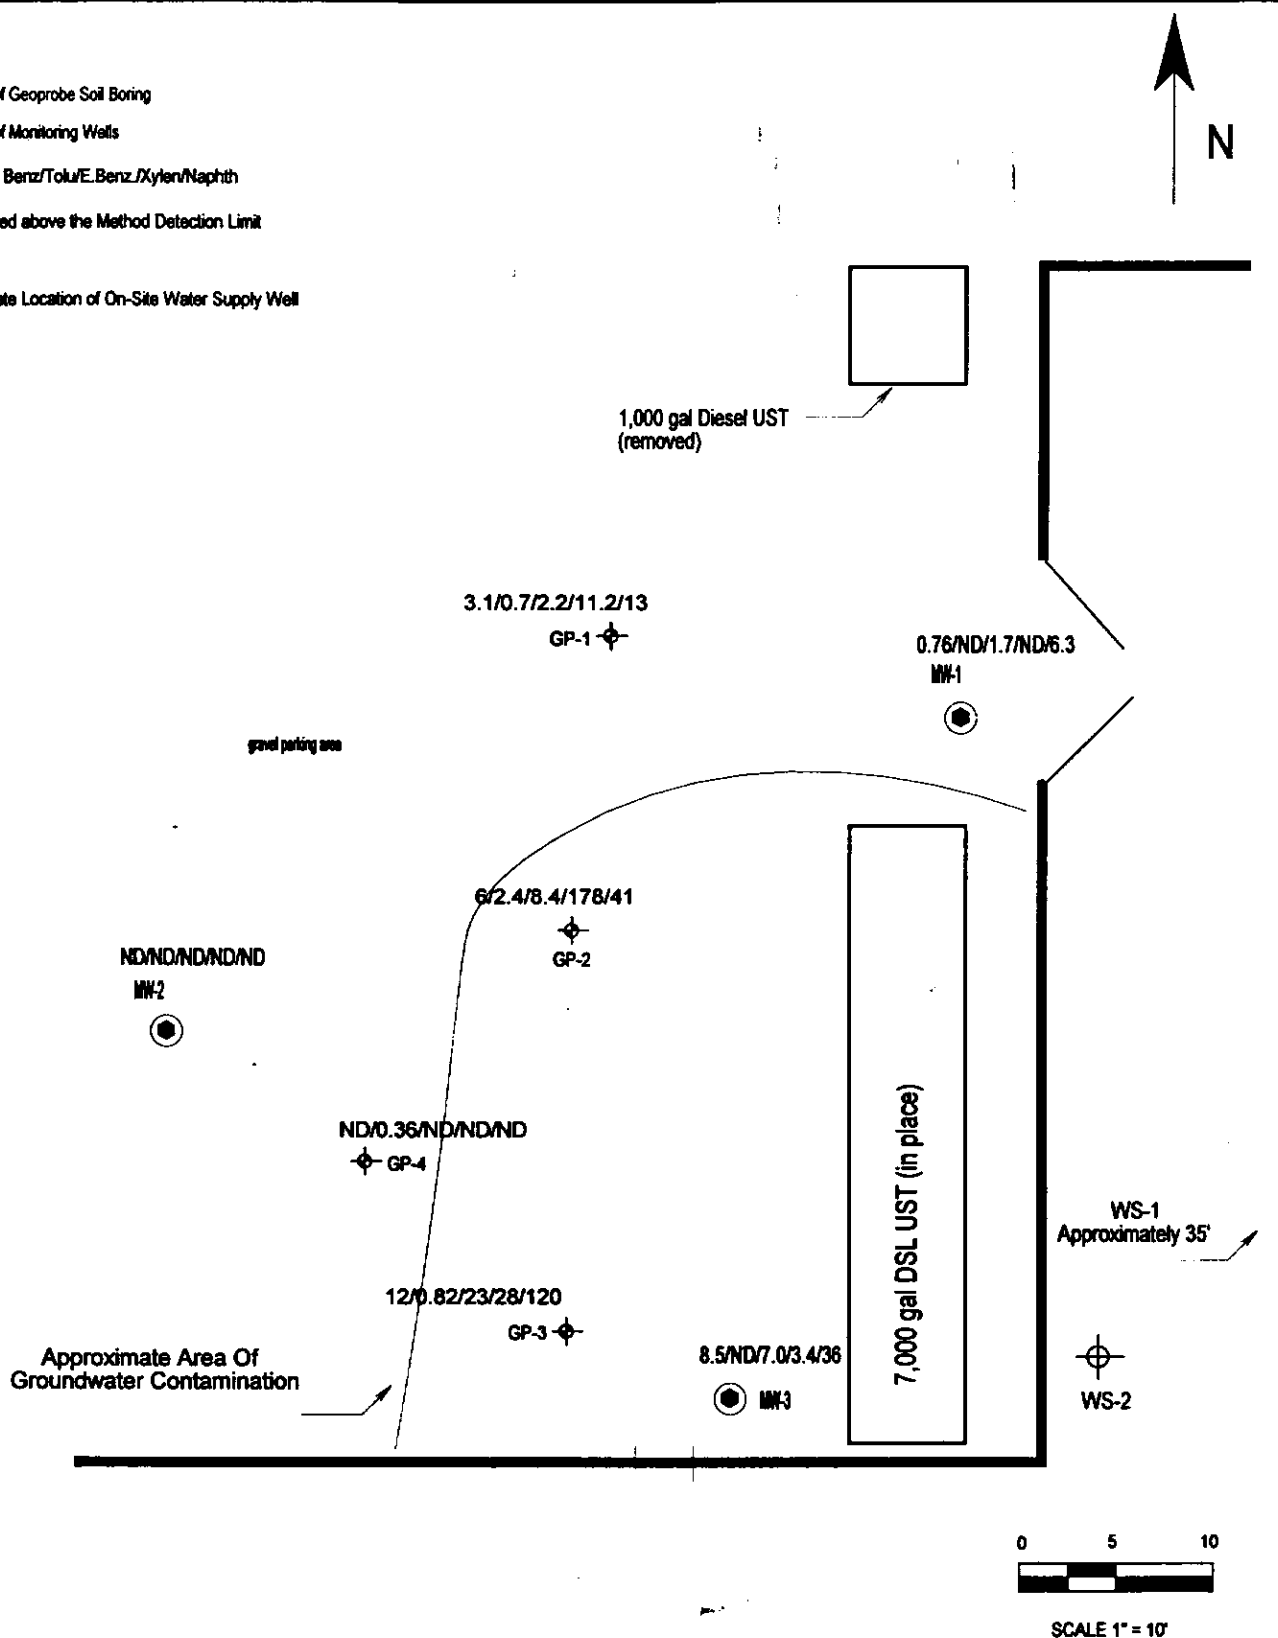 f Geoprobe Soil Boring
f Monitoring Wells
N
Benz/Tolu/E.Benz./Xylen/Naphth
ed above the Method Detection Limit
te Location of On-Site Water Supply Well
1,000 gal Diesel UST
(removed)
3.1/0.7/2.2/11.2/13
GP-1
0.76/ND/1.7/ND/6.3
MW-1
gravel parking area
6/2.4/8.4/178/41
GP-2
ND/ND/ND/ND/ND
MW-2
ND/0.36/ND/ND/ND
GP-4
7,000 gal DSL UST (in place)
WS-1
Approximately 35'
12/0.82/23/28/120
GP-3
Approximate Area Of
Groundwater Contamination
8.5/ND/7.0/3.4/36
MW-3
WS-2
0 5 10
SCALE 1" = 10'